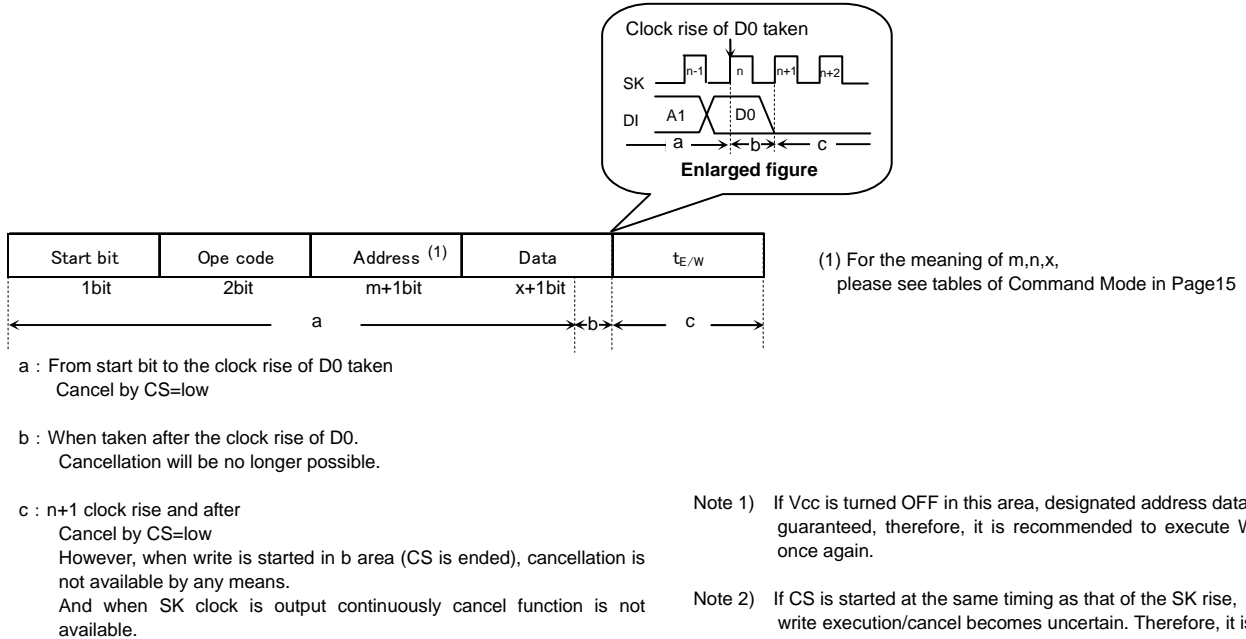 Clock rise of D0 taken
SK
n-1
n
n+1
n+2
DI
A1
D0
a
b
c
Enlarged figure
Start bit
Ope code
Address (1)
Data
tE/W
1bit
2bit
m+1bit
x+1bit
a
b
c
(1) For the meaning of m,n,x,
please see tables of Command Mode in Page15
a : From start bit to the clock rise of D0 taken
Cancel by CS=low
b : When taken after the clock rise of D0.
Cancellation will be no longer possible.
c : n+1 clock rise and after
Cancel by CS=low
However, when write is started in b area (CS is ended), cancellation is
not available by any means.
And when SK clock is output continuously cancel function is not
available.
Note 1) If Vcc is turned OFF in this area, designated address data
guaranteed, therefore, it is recommended to execute
once again.
Note 2) If CS is started at the same timing as that of the SK rise,
write execution/cancel becomes uncertain. Therefore, it is